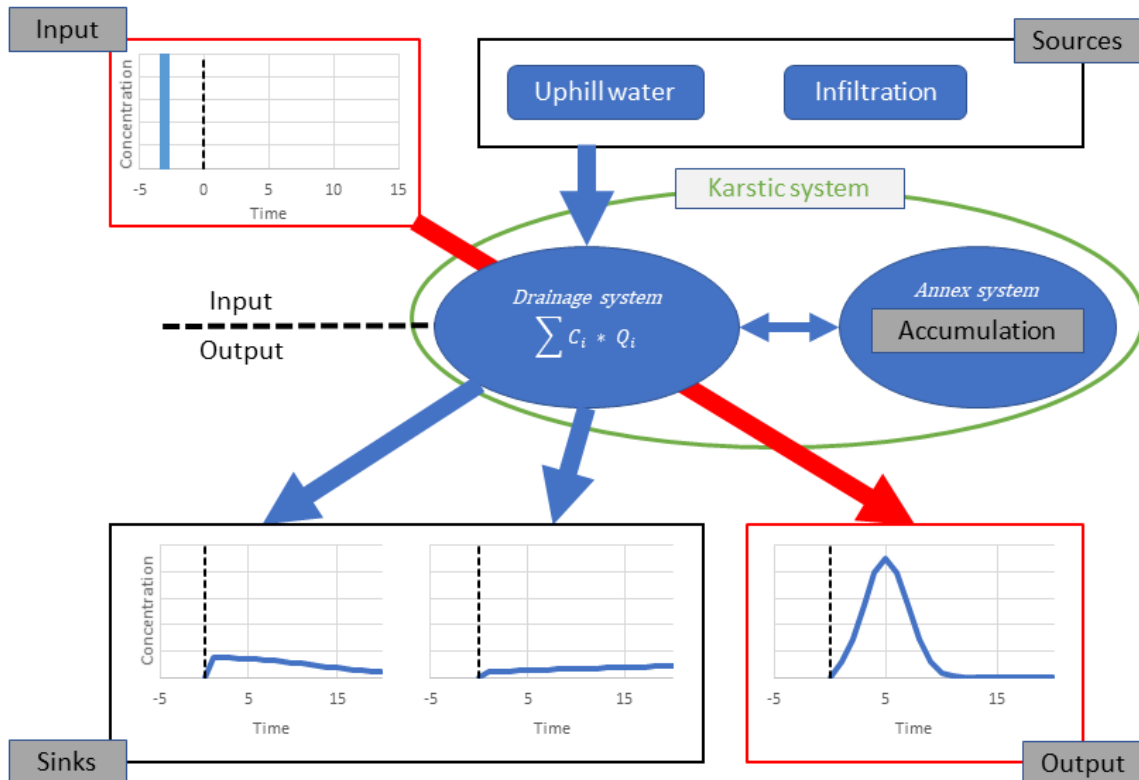 Input
Sources
Concentration
-5 0 5 10 15
Time
Uphill water
Infiltration
Karstic system
Input
Output
Drainage system
∑ C_i * Q_i
Annex system
Accumulation
Concentration
-5 5 15
Time
-5 5 15
Time
-5 5 15
Time
Sinks
Output